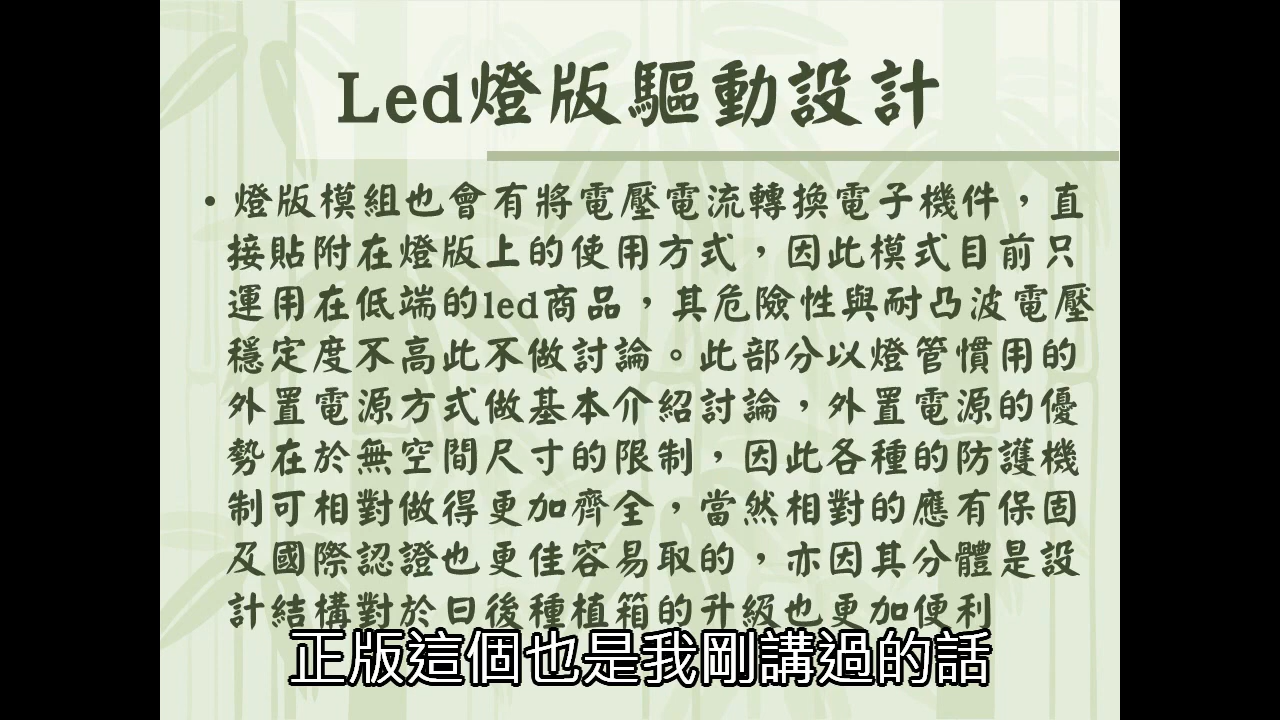 Led燈版驅動設計
•燈版模組也會有將電壓電流轉換電子機件，直
接貼附在燈版上的使用方式，因此模式目前只
運用在低端的led商品，其危險性與耐凸波電壓
穩定度不高此不做討論。此部分以燈管慣用的
外置電源方式做基本介紹討論，外置電源的優
勢在於無空間尺寸的限制，因此各種的防護機
制可相對做得更加齊全，當然相對的應有保固
及國際認證也更佳容易取的，亦因其分體是設
計結構對於日後種植箱的升級也更加便利
正版這個也是我剛講過的話